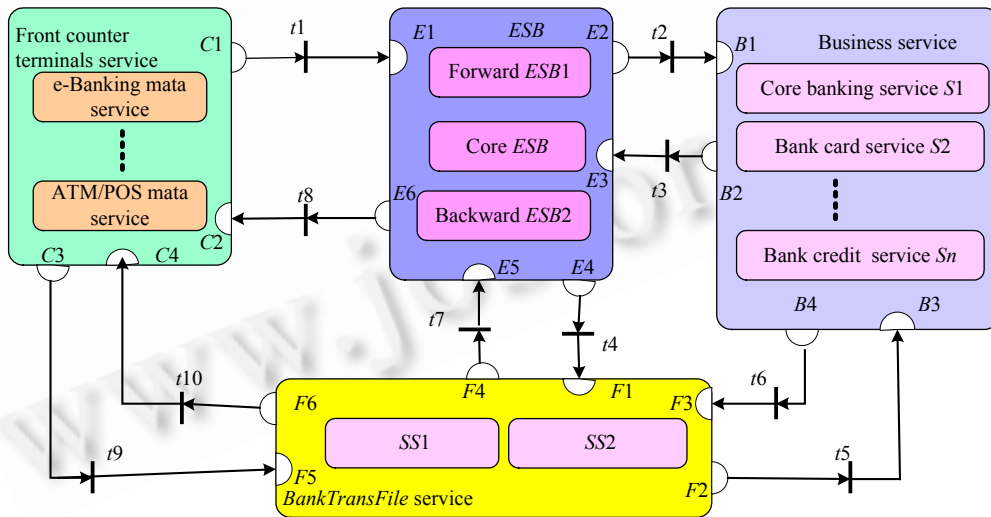 Front counter
terminals service
e-Banking mata
service
ATM/POS mata
service
C1
C2
C3
C4
t1
t8
E1
ESB
E2
Forward ESB1
Core ESB
E3
E6
Backward ESB2
E5
E4
t2
t3
B1
Business service
Core banking service S1
Bank card service S2
B2
Bank credit service Sn
B4
B3
t7
t4
t10
t9
t6
t5
F6
F4
F1
F3
SS1
SS2
F5
F2
BankTransFile service